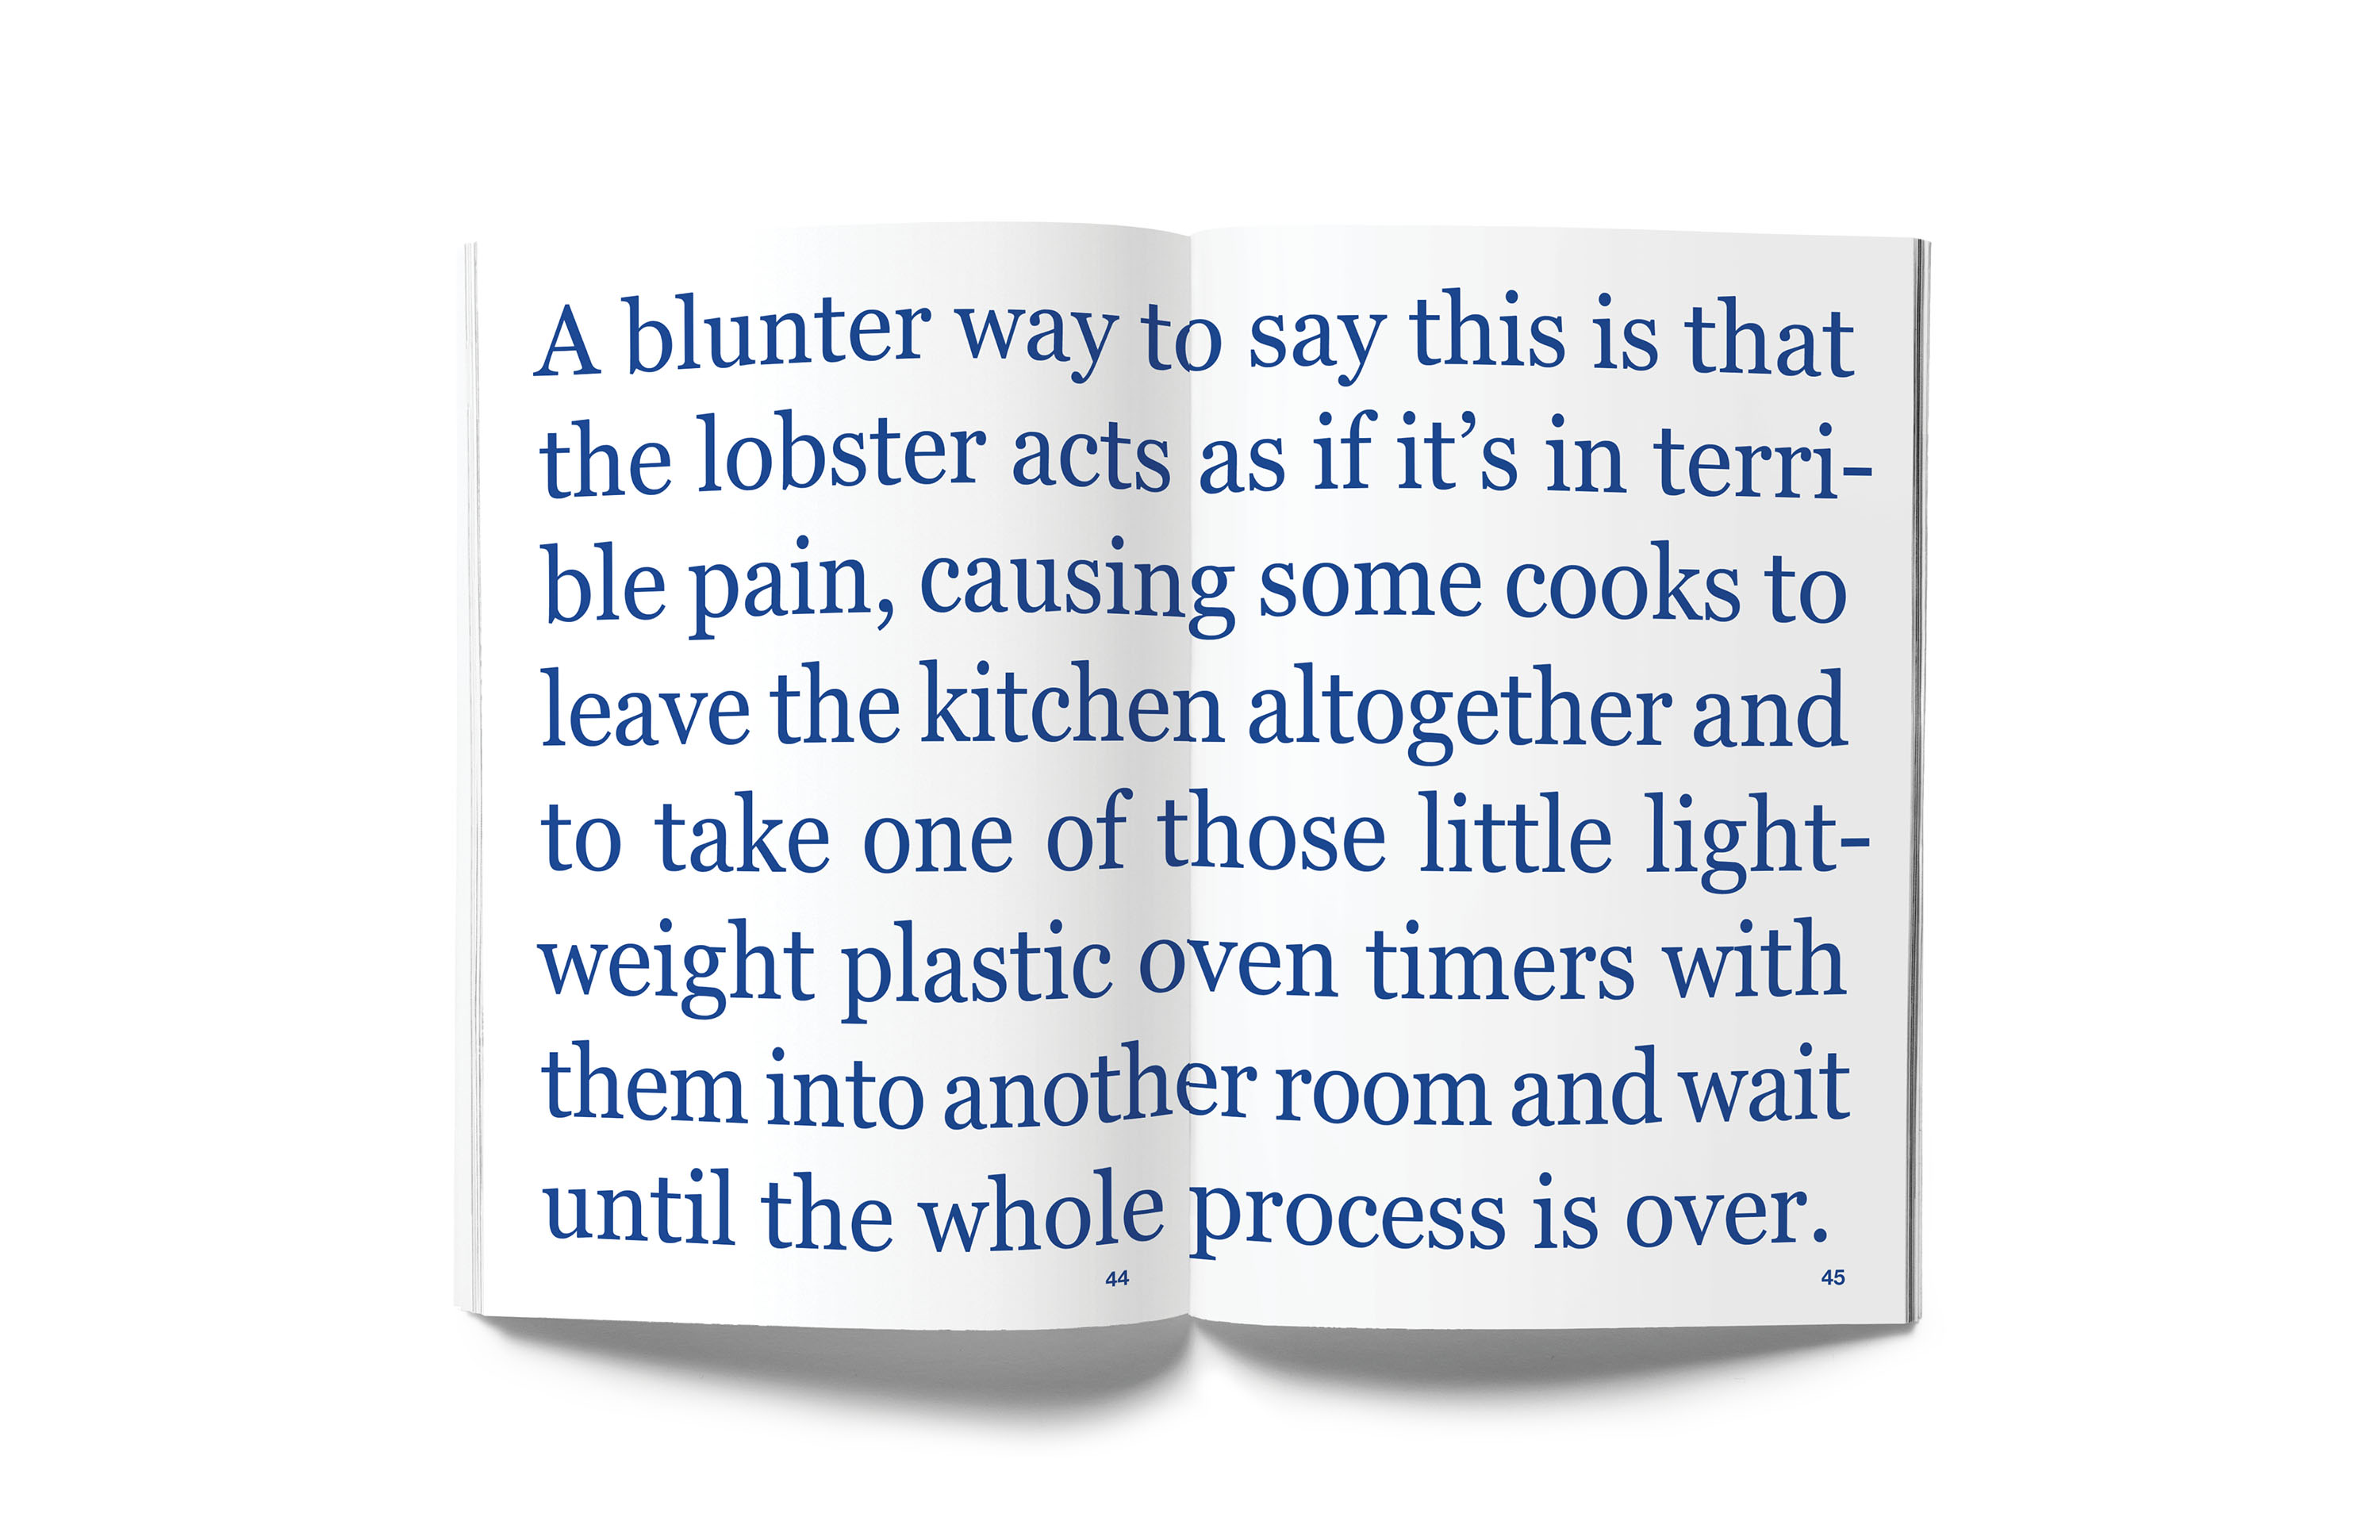 A blunter way to say this is that
the lobster acts as if it’s in terri-
ble pain, causing some cooks to
leave the kitchen altogether and
to take one of those little light-
weight plastic oven timers with
them into another room and wait
until the whole process is over.
44
45